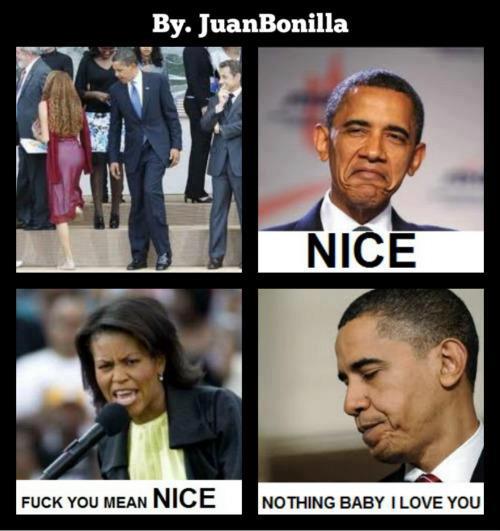 By. JuanBonilla
NICE
FUCK YOU MEAN NICE
NOTHING BABY I LOVE YOU